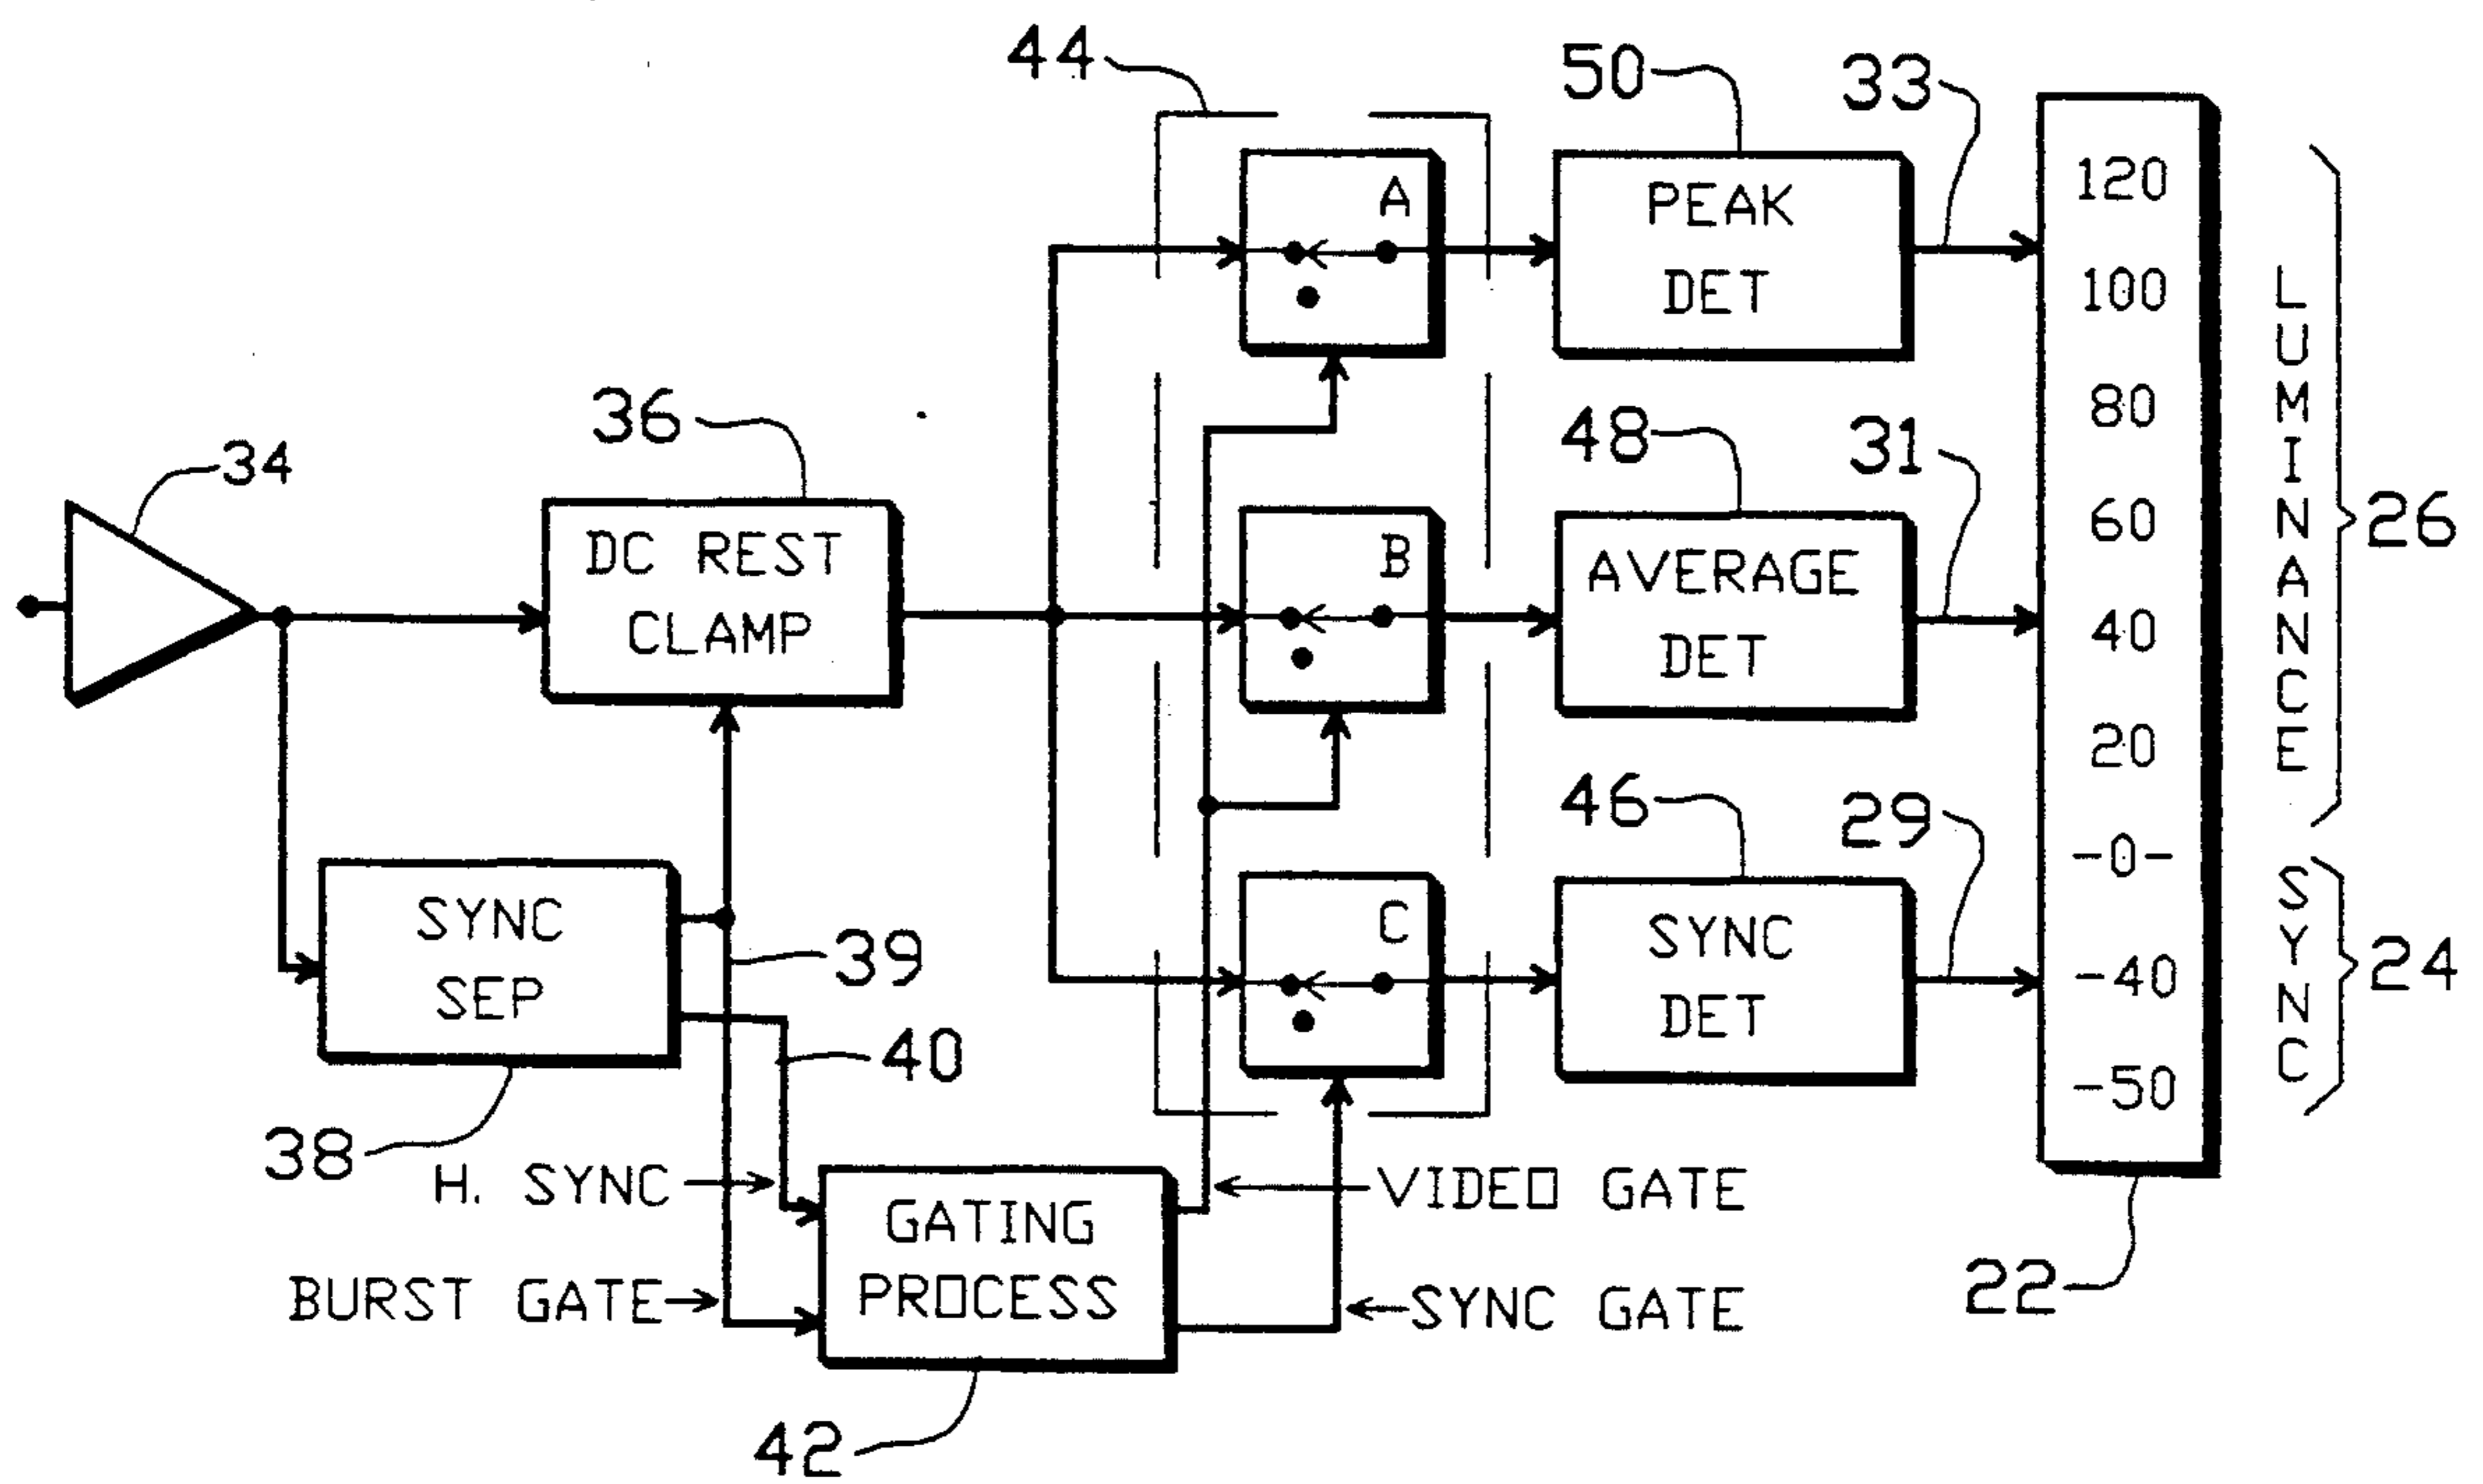 44
50
33
A
PEAK
DET
36
34
DC REST
CLAMP
48
31
B
AVERAGE
DET
46
29
C
SYNC
DET
SYNC
SEP
39
40
38
H. SYNC
BURST GATE
GATING
PROCESS
42
VIDEO GATE
SYNC GATE
120
100
80
60
40
20
-0-
-40
-50
22
LUMINANCE
26
SYNC
24